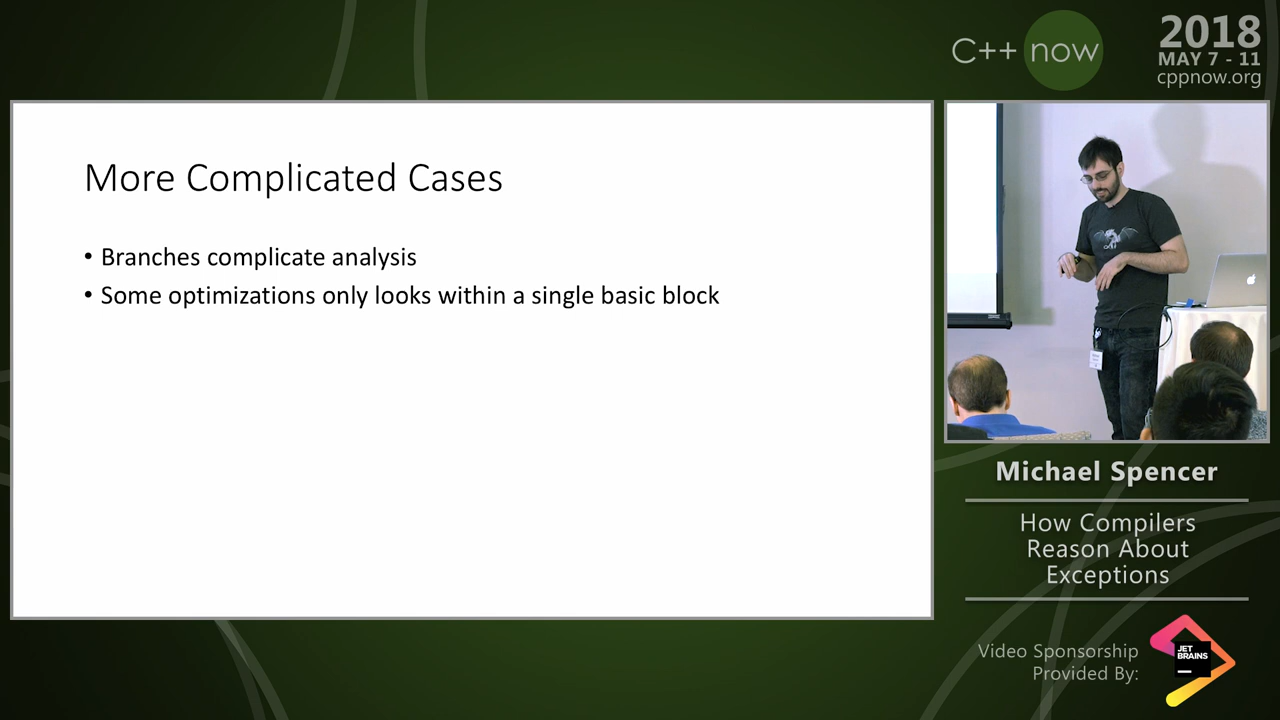 C++ now
2018
MAY 7 - 11
cppnow.org
More Complicated Cases
• Branches complicate analysis
• Some optimizations only looks within a single basic block
Michael Spencer
How Compilers
Reason About
Exceptions
Video Sponsorship
Provided By:
JET
BRAINS